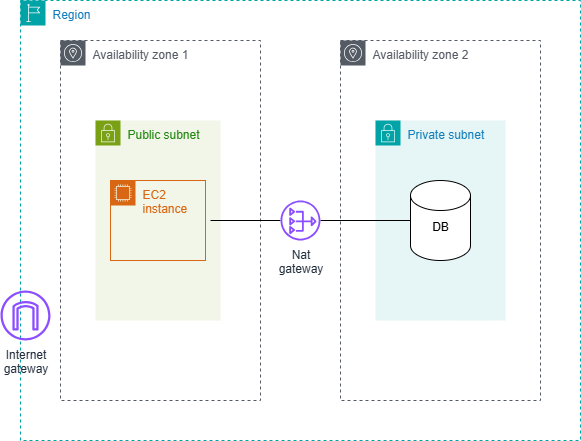 Region
Availability zone 1
Availability zone 2
Public subnet
Private subnet
EC2
instance
DB
Nat
gateway
Internet
gateway